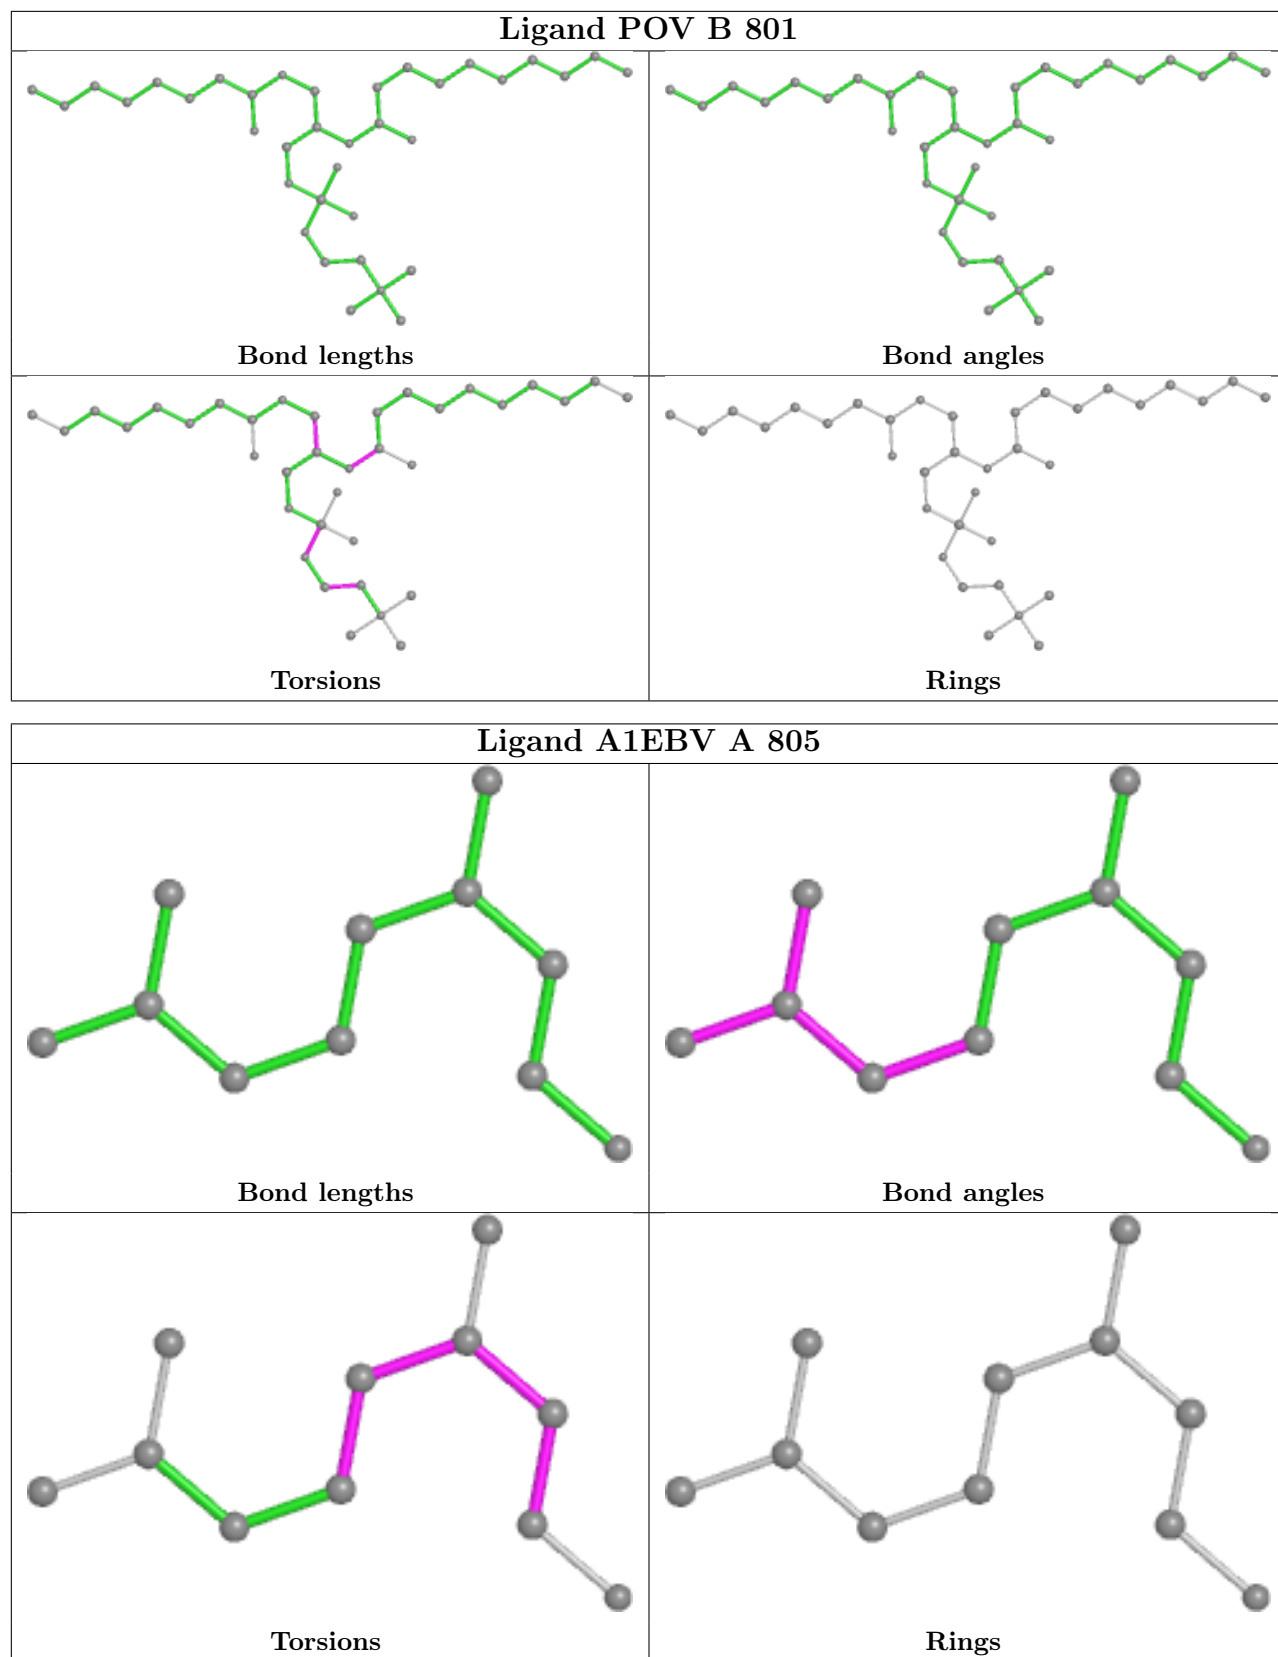 Ligand POV B 801
Bond lengths
Bond angles
Torsions
Rings
Ligand A1EBV A 805
Bond lengths
Bond angles
Torsions
Rings